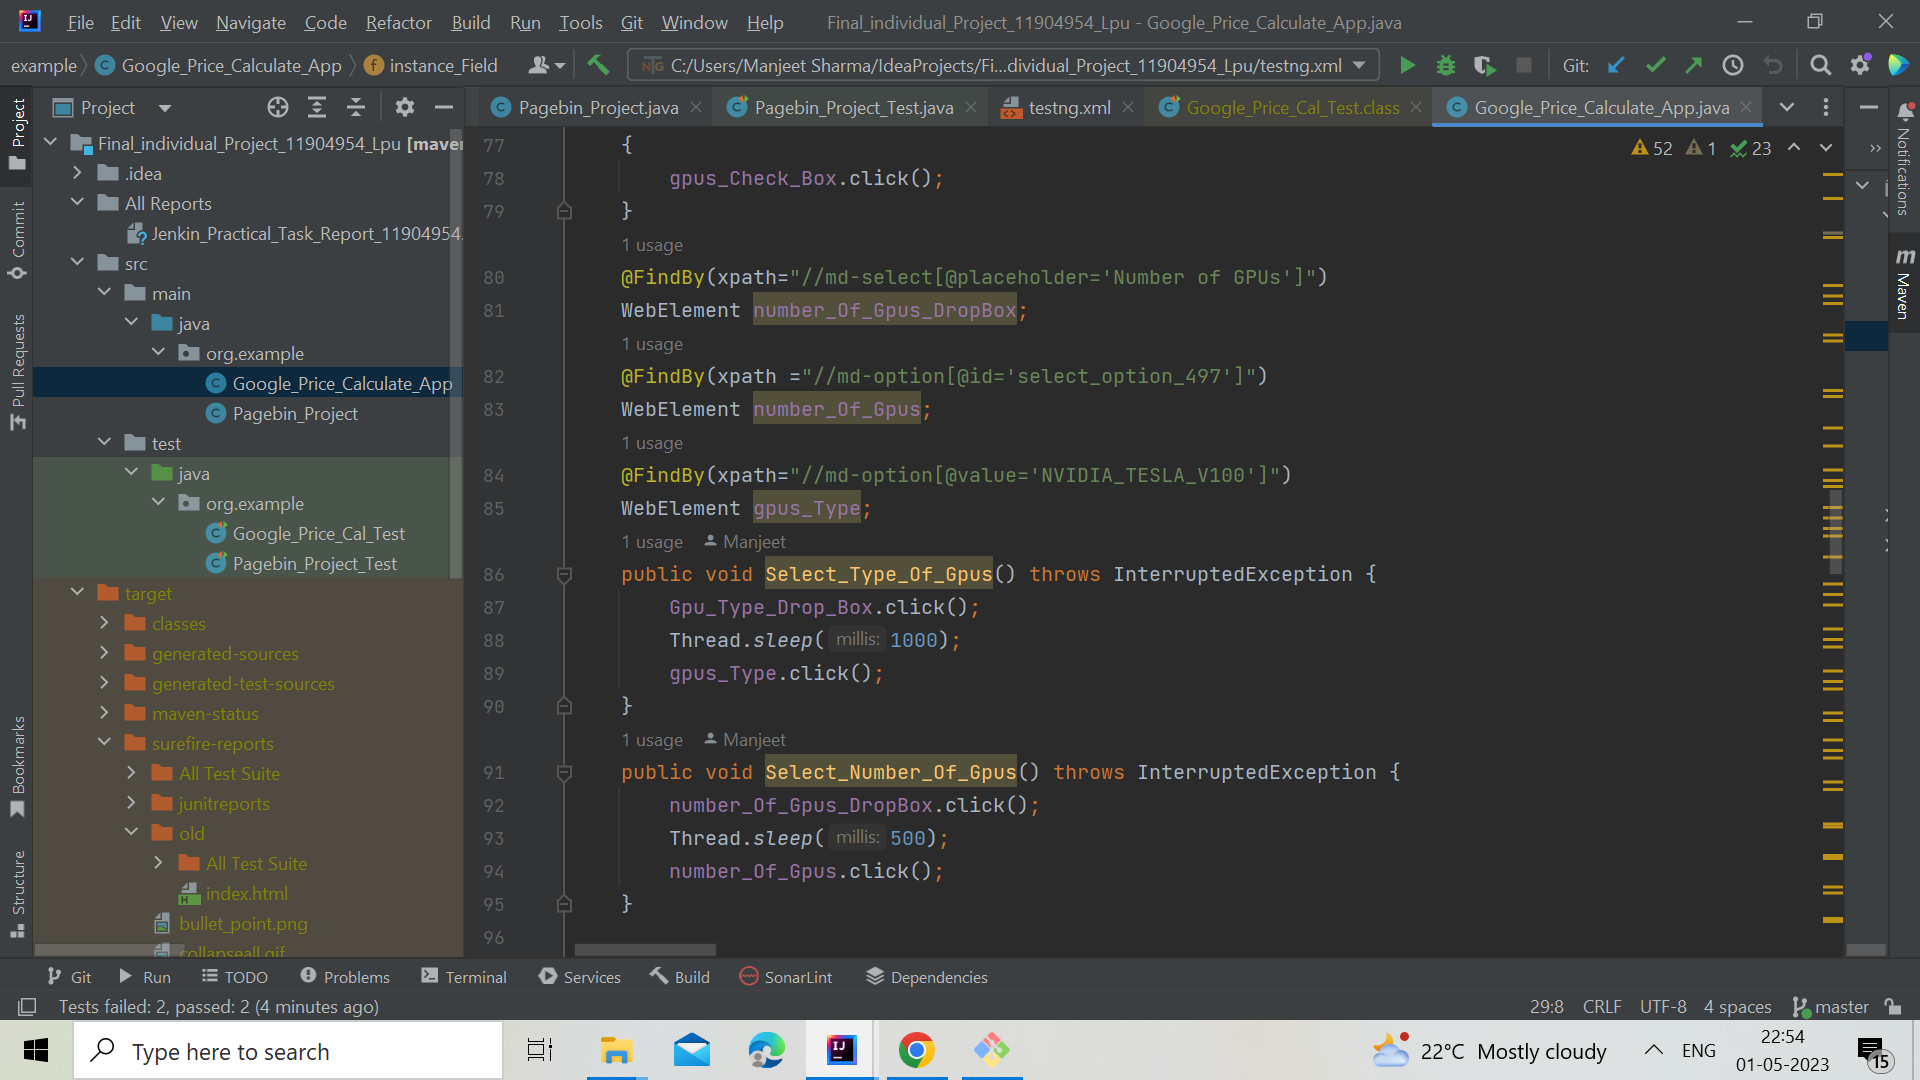 File Edit View Navigate Code Refactor Build Run Tools Git Window Help Final_individual_Project_11904954_Lpu - Google_Price_Calculate_App.java
example Google_Price_Calculate_App instance_Field C:/Users/Manjeet Sharma/IdeaProjects/Fi...dividual_Project_11904954_Lpu/testng.xml Git:
Project
Pagebin_Project.java Pagebin_Project_Test.java testng.xml Google_Price_Cal_Test.class Google_Price_Calculate_App.java
Project
Commit
Pull Requests
Bookmarks
Structure
Final_individual_Project_11904954_Lpu [maven
.idea
All Reports
Jenkin_Practical_Task_Report_11904954.
src
main
java
org.example
Google_Price_Calculate_App
Pagebin_Project
test
java
org.example
Google_Price_Cal_Test
Pagebin_Project_Test
target
classes
generated-sources
generated-test-sources
maven-status
surefire-reports
All Test Suite
junitreports
old
All Test Suite
index.html
bullet_point.png
collapseall.gif
52 1 23
77 {
78 gpus_Check_Box.click();
79 }
1 usage
80 @FindBy(xpath="//md-select[@placeholder='Number of GPUs']")
81 WebElement number_Of_Gpus_DropBox;
1 usage
82 @FindBy(xpath ="//md-option[@id='select_option_497']")
83 WebElement number_Of_Gpus;
1 usage
84 @FindBy(xpath="//md-option[@value='NVIDIA_TESLA_V100']")
85 WebElement gpus_Type;
1 usage Manjeet
86 public void Select_Type_Of_Gpus() throws InterruptedException {
87 Gpu_Type_Drop_Box.click();
88 Thread.sleep( millis: 1000);
89 gpus_Type.click();
90 }
1 usage Manjeet
91 public void Select_Number_Of_Gpus() throws InterruptedException {
92 number_Of_Gpus_DropBox.click();
93 Thread.sleep( millis: 500);
94 number_Of_Gpus.click();
95 }
96
Notifications
Maven
Git Run TODO Problems Terminal Services Build SonarLint Dependencies
Tests failed: 2, passed: 2 (4 minutes ago) 29:8 CRLF UTF-8 4 spaces master
Type here to search 22°C Mostly cloudy ENG 22:54
01-05-2023 15